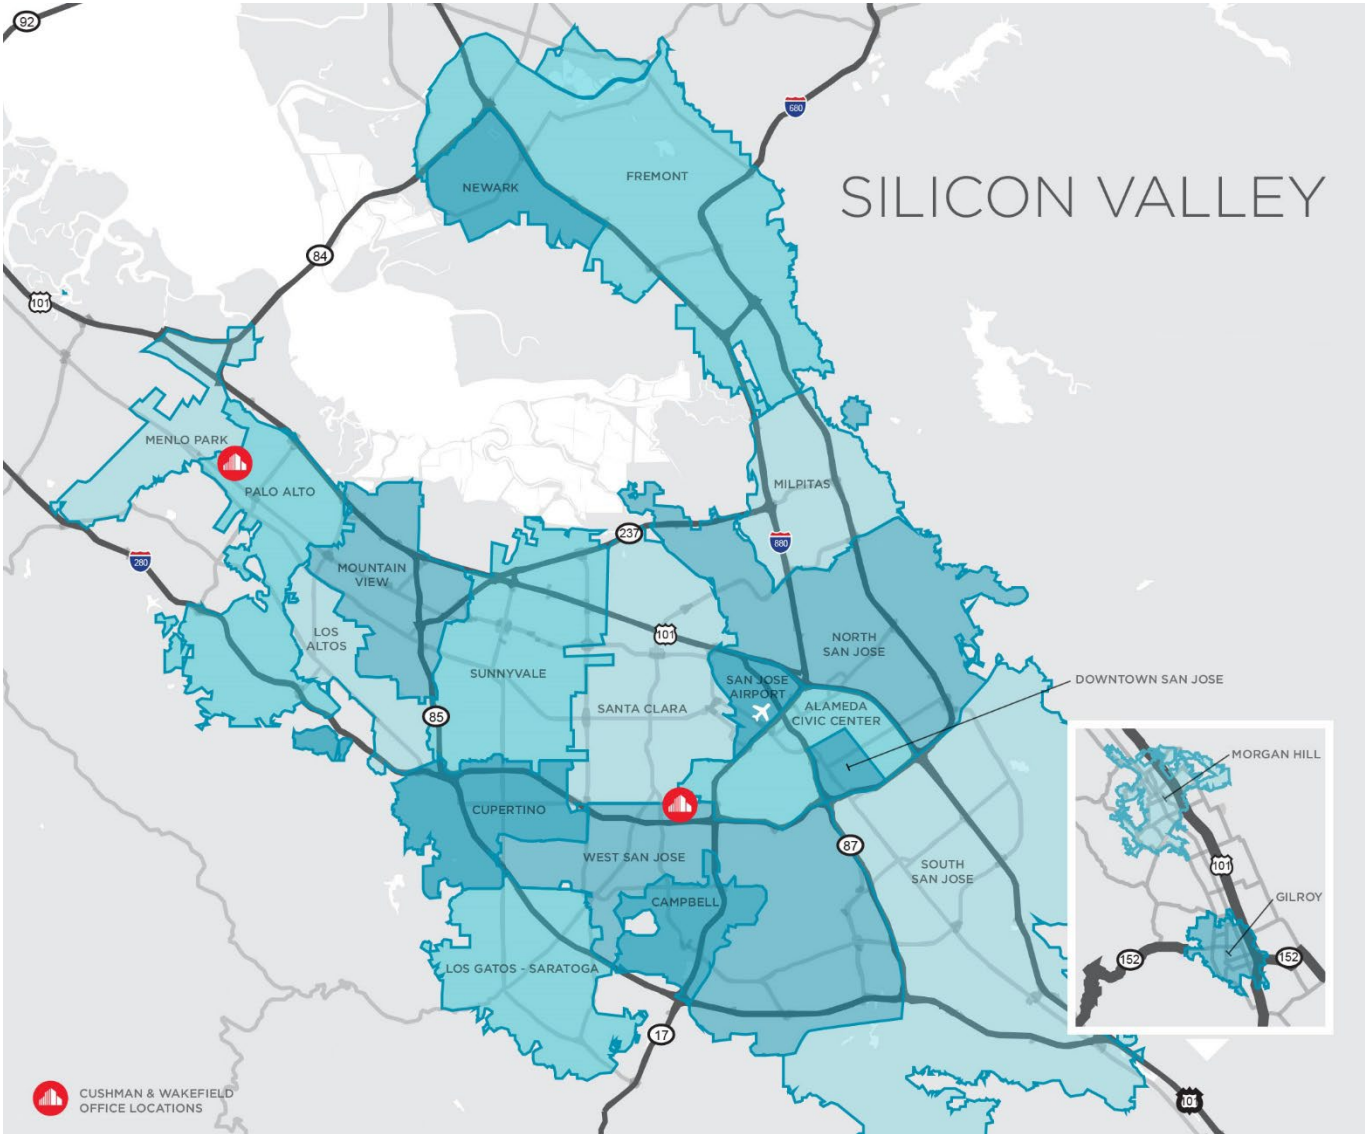 92
680
SILICON VALLEY
FREMONT
NEWARK
84
101
MENLO PARK
PALO ALTO
MILPITAS
237
880
280
MOUNTAIN
VIEW
LOS
ALTOS
101
NORTH
SAN JOSE
SUNNYVALE
SAN JOSE
AIRPORT
DOWNTOWN SAN JOSE
SANTA CLARA
ALAMEDA
CIVIC CENTER
85
MORGAN HILL
CUPERTINO
87
WEST SAN JOSE
SOUTH
SAN JOSE
101
CAMPBELL
GILROY
LOS GATOS - SARATOGA
152
152
17
CUSHMAN & WAKEFIELD
OFFICE LOCATIONS
101